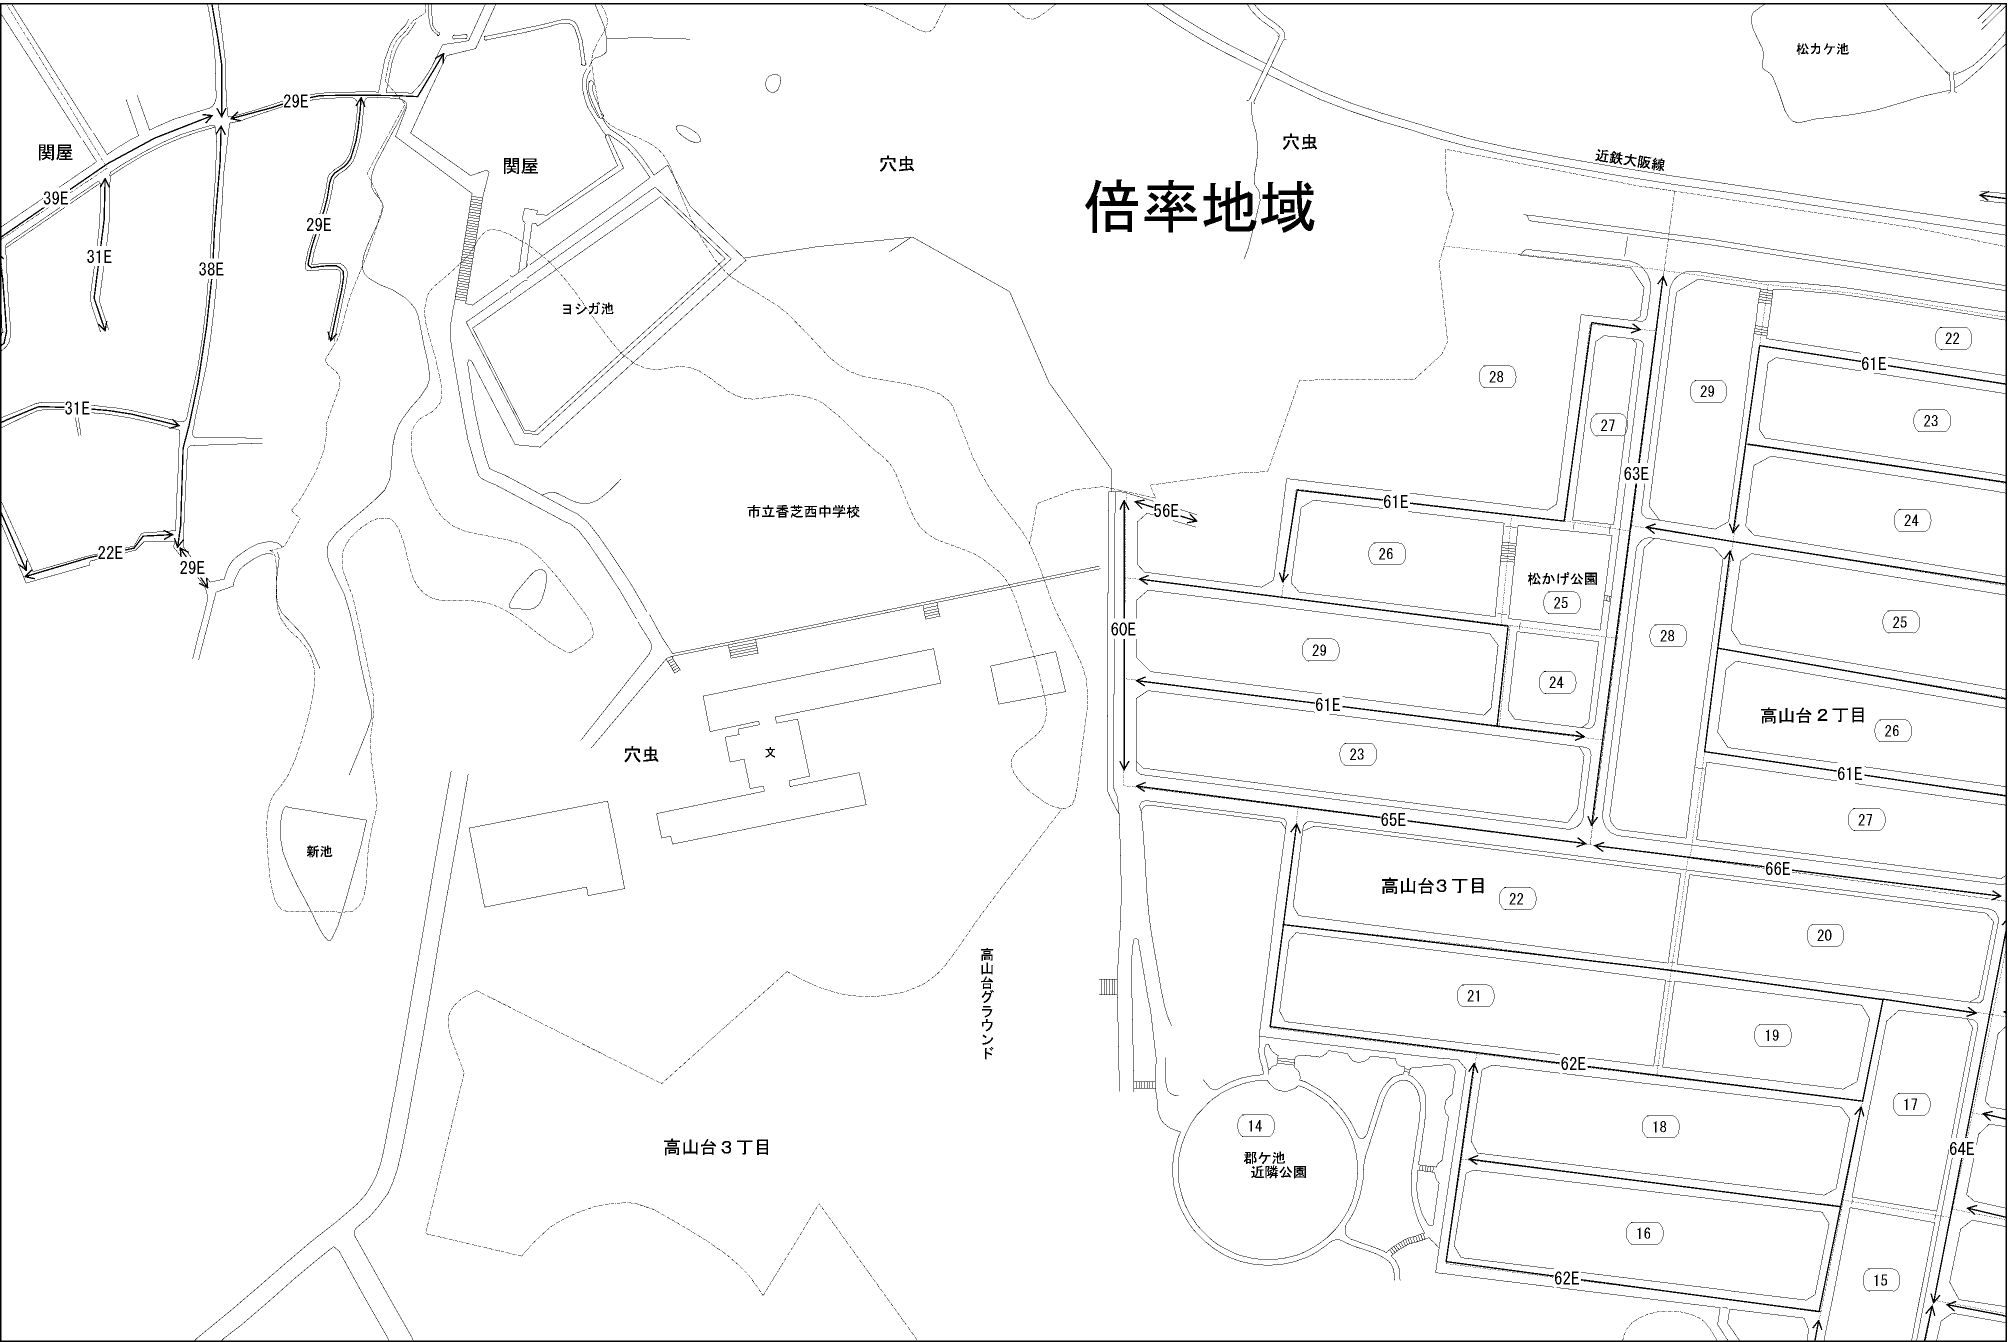 松カケ池
29E
関屋
関屋
穴虫
穴虫
近鉄大阪線
倍率地域
39E
29E
31E
38E
ヨシガ池
22
61E
28
29
31E
27
23
63E
61E
56E
24
市立香芝西中学校
22E
29E
26
松かげ公園
25
60E
25
28
29
24
61E
高山台２丁目
26
穴虫
文
23
61E
65E
27
新池
66E
高山台３丁目
22
20
高山台グラウンド
21
19
62E
14
17
18
高山台３丁目
64E
郡ケ池
近隣公園
16
62E
15